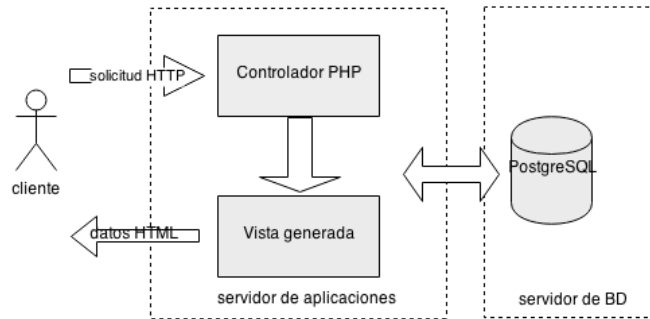 solicitud HTTP
Controlador PHP
cliente
PostgreSQL
datos HTML
Vista generada
servidor de aplicaciones
servidor de BD